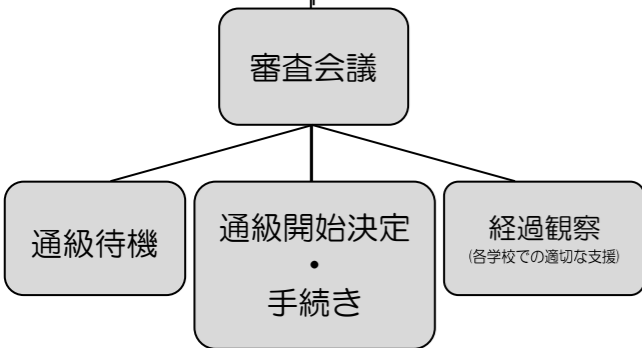 審査会議
通級待機
通級開始決定
・
手続き
経過観察
(各学校での適切な支援)